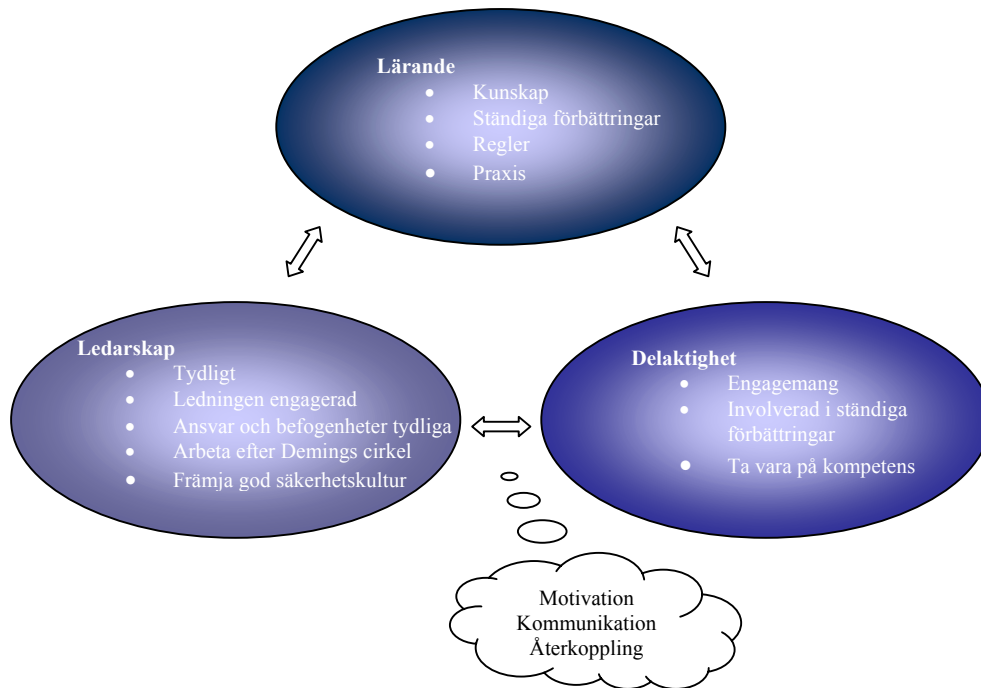 Lärande
• Kunskap
• Ständiga förbättringar
• Regler
• Praxis
Ledarskap
• Tydligt
• Ledningen engagerad
• Ansvar och befogenheter tydliga
• Arbeta efter Demings cirkel
• Främja god säkerhetskultur
Delaktighet
• Engagemang
• Involverad i ständiga
förbättringar
• Ta vara på kompetens
Motivation
Kommunikation
Återkoppling